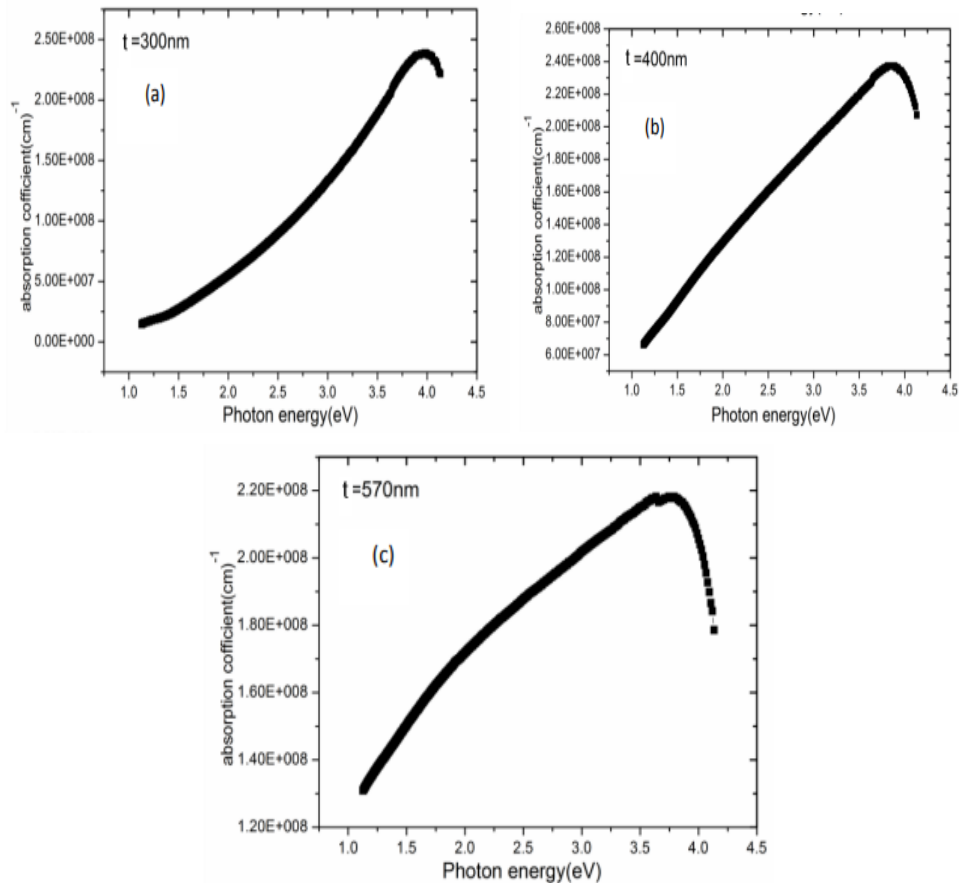 t=300nm
(a)
2.50E+008
2.00E+008
1.50E+008
1.00E+008
5.00E+007
0.00E+000
absorption cofficient(cm)-1
1.0 1.5 2.0 2.5 3.0 3.5 4.0 4.5
Photon energy(eV)
t=400nm
(b)
2.60E+008
2.40E+008
2.20E+008
2.00E+008
1.80E+008
1.60E+008
1.40E+008
1.20E+008
1.00E+008
8.00E+007
6.00E+007
absorption cofficient(cm)-1
1.0 1.5 2.0 2.5 3.0 3.5 4.0 4.5
Photon energy(eV)
t=570nm
(c)
2.20E+008
2.00E+008
1.80E+008
1.60E+008
1.40E+008
1.20E+008
absorption cofficient(cm)-1
1.0 1.5 2.0 2.5 3.0 3.5 4.0 4.5
Photon energy(eV)